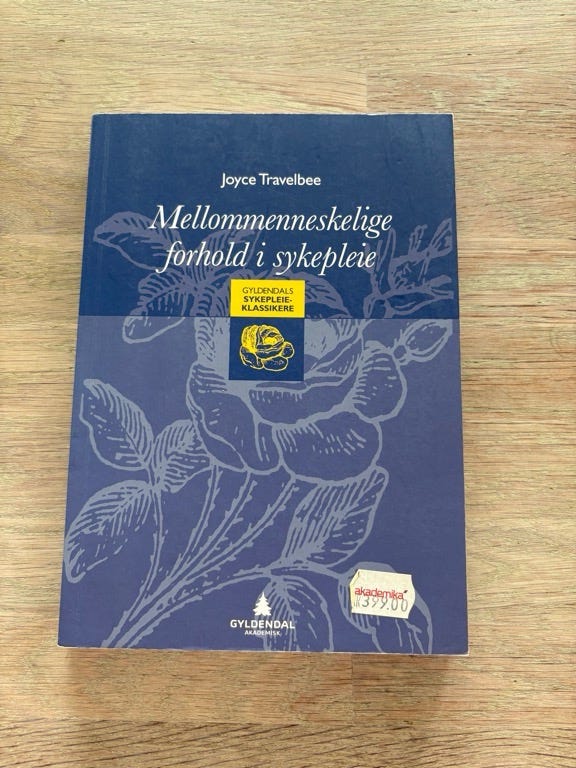 Joyce Travelbee
Mellommenneskelige
forhold i sykepleie
GYLDENDALS
SYKEPLEIE-
KLASSIKERE
GYLDENDAL
AKADEMISK
akademika
399.00